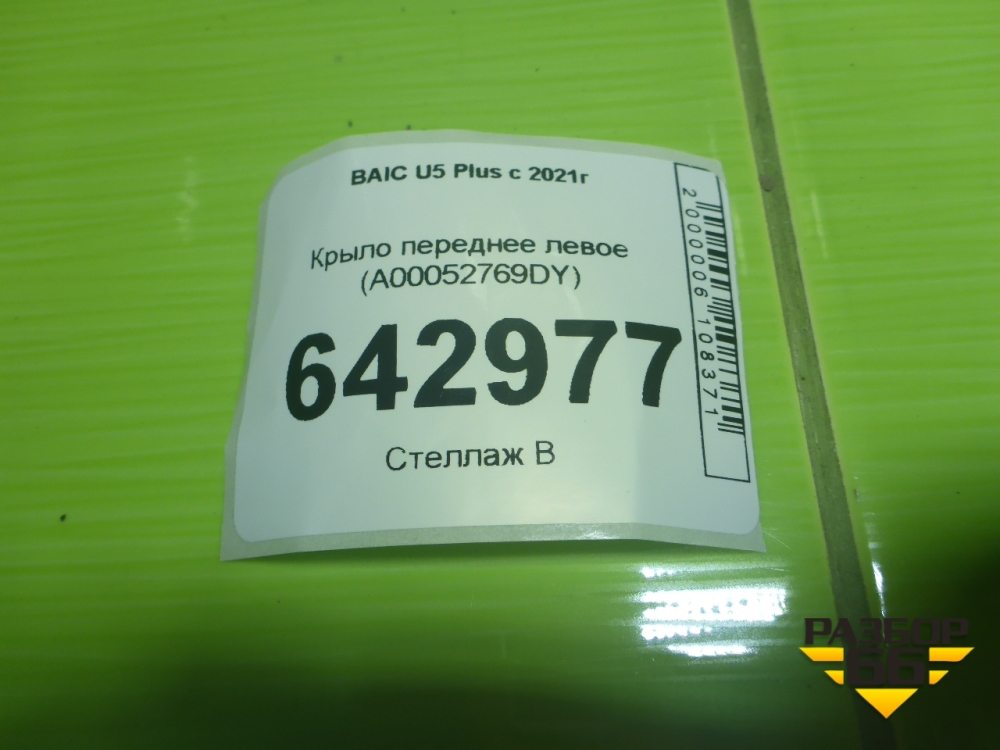 BAIC U5 Plus с 2021г
Крыло переднее левое
(A00052769DY)
642977
Стеллаж В
2000006108371
РАЗБОР
66